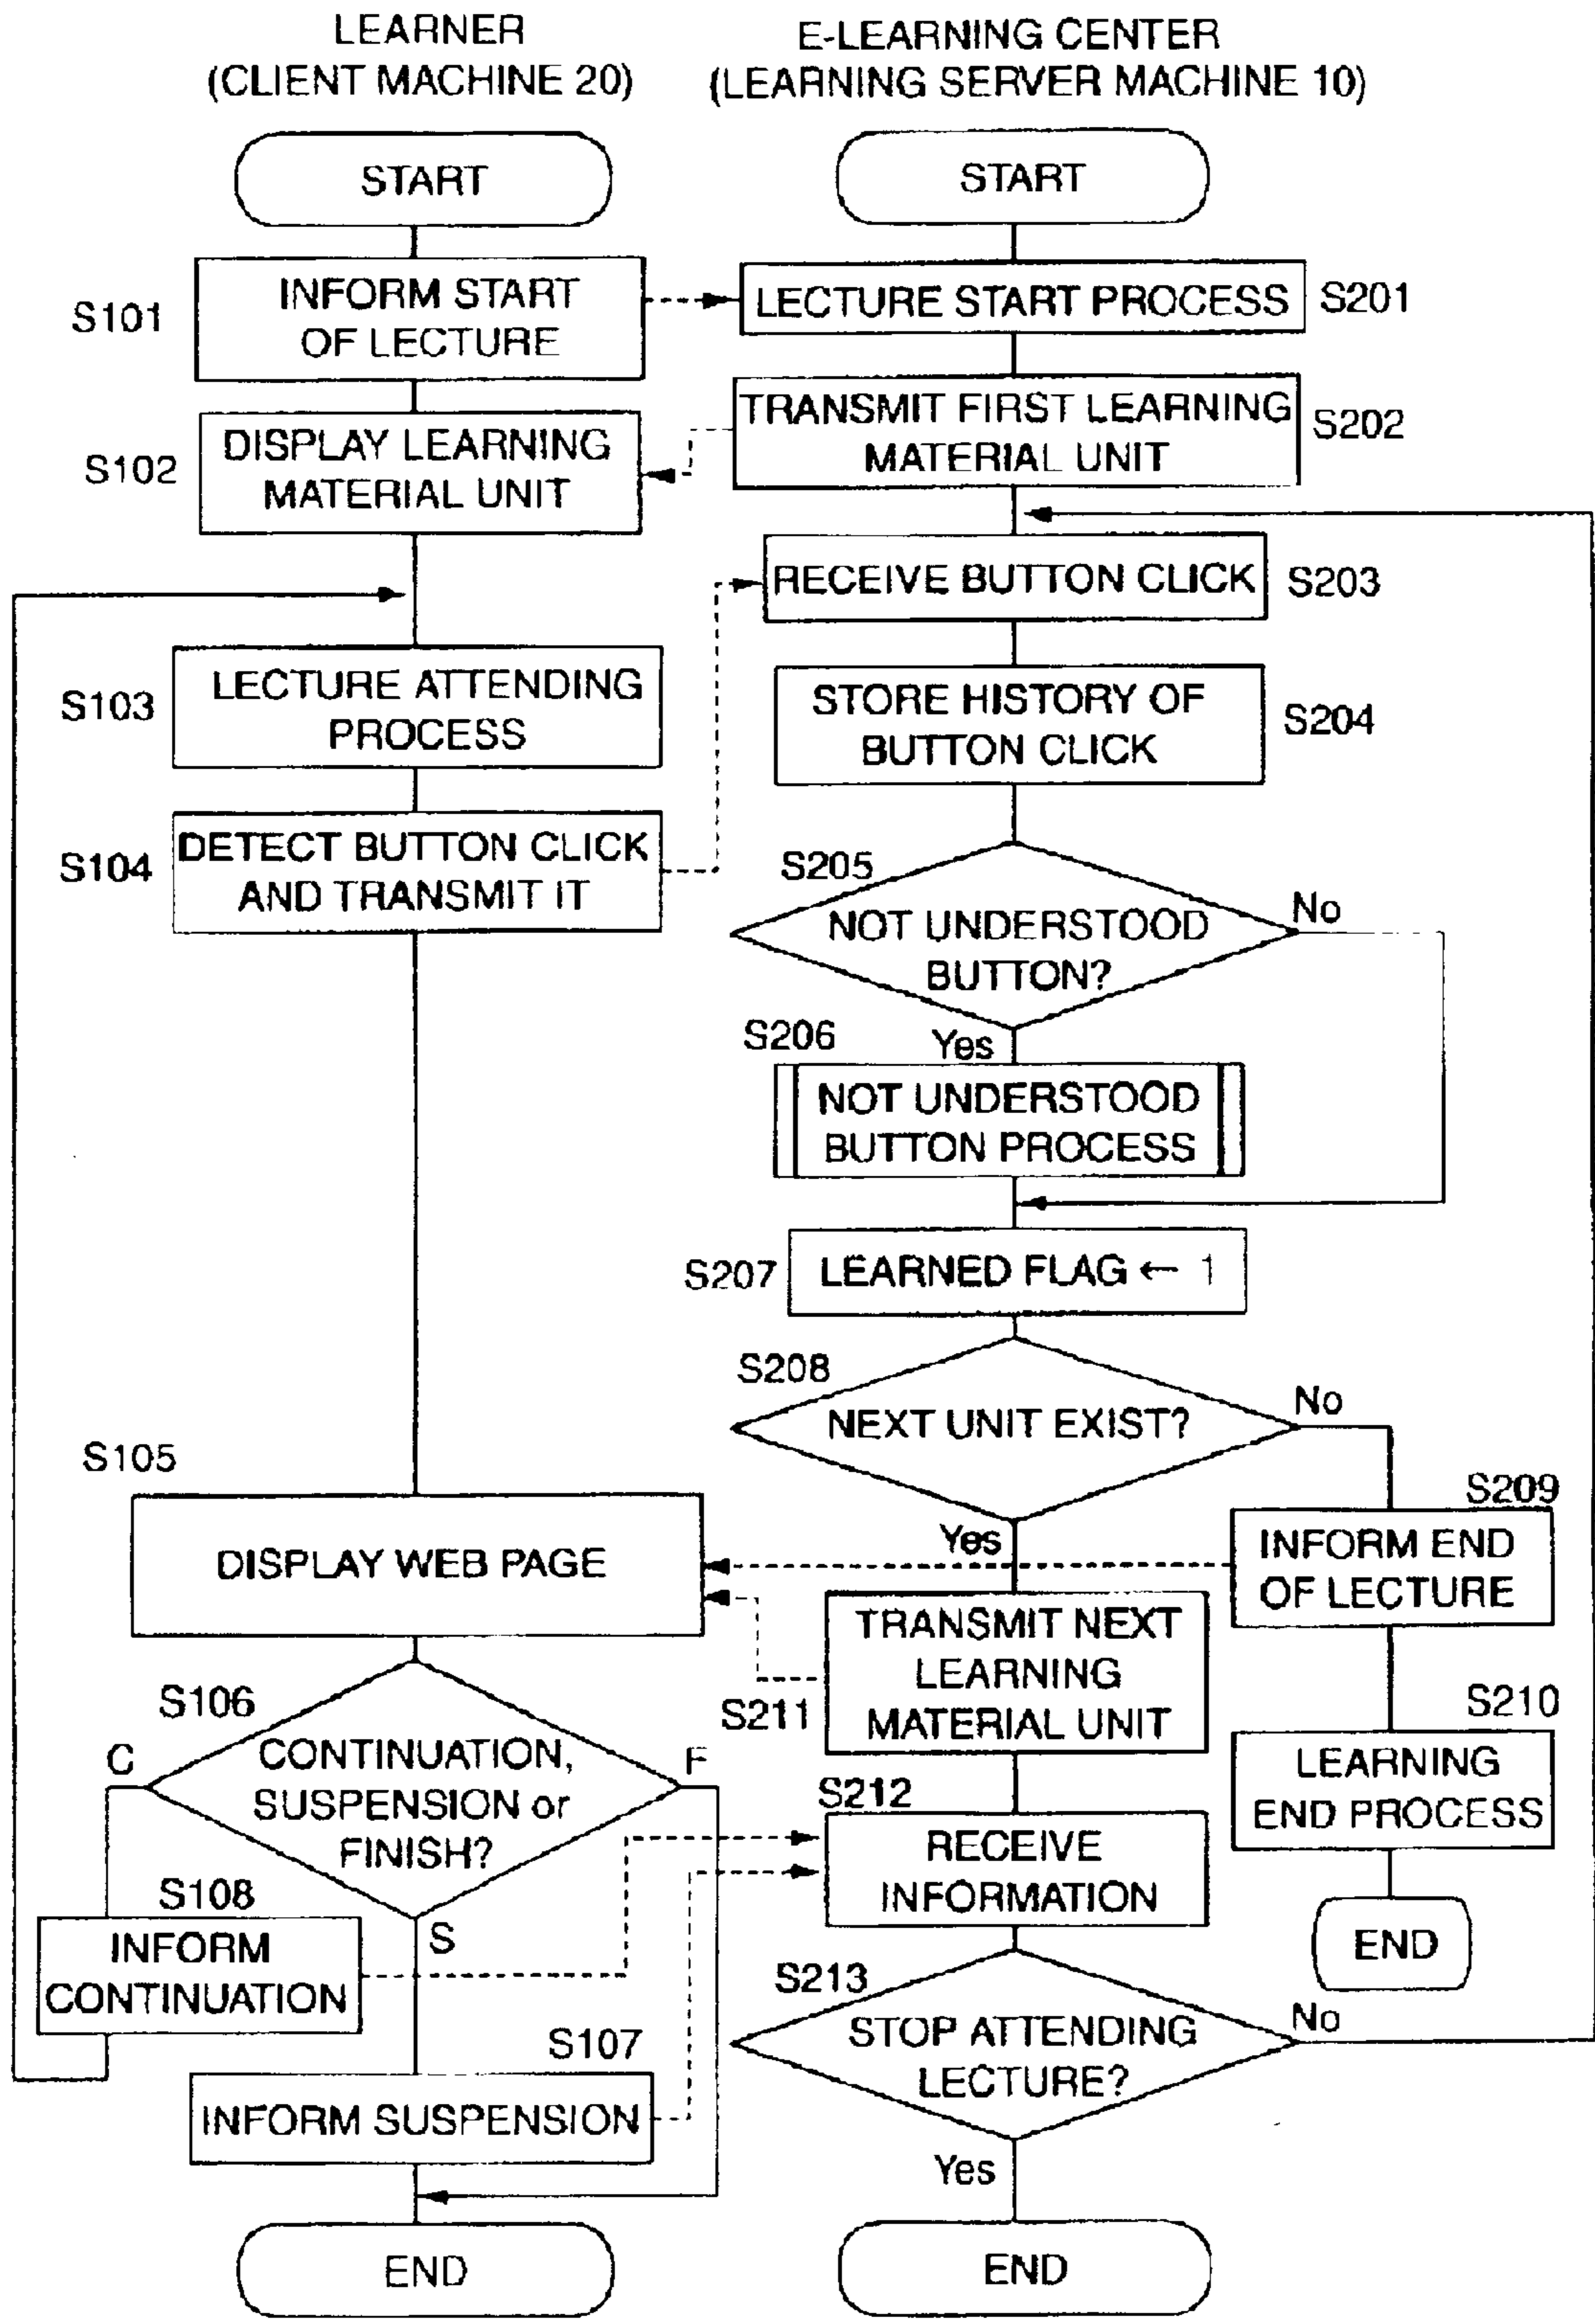 LEARNER
(CLIENT MACHINE 20)
E-LEARNING CENTER
(LEARNING SERVER MACHINE 10)
START
START
S101
INFORM START
OF LECTURE
LECTURE START PROCESS
S201
S102
DISPLAY LEARNING
MATERIAL UNIT
TRANSMIT FIRST LEARNING
MATERIAL UNIT
S202
RECEIVE BUTTON CLICK
S203
S103
LECTURE ATTENDING
PROCESS
STORE HISTORY OF
BUTTON CLICK
S204
S104
DETECT BUTTON CLICK
AND TRANSMIT IT
S205
NOT UNDERSTOOD
BUTTON?
No
Yes
S206
NOT UNDERSTOOD
BUTTON PROCESS
S207
LEARNED FLAG ← 1
S208
NEXT UNIT EXIST?
No
Yes
S105
DISPLAY WEB PAGE
S209
INFORM END
OF LECTURE
S211
TRANSMIT NEXT
LEARNING
MATERIAL UNIT
S210
LEARNING
END PROCESS
END
S106
C
CONTINUATION,
SUSPENSION or
FINISH?
F
S
S212
RECEIVE
INFORMATION
S108
INFORM
CONTINUATION
S213
STOP ATTENDING
LECTURE?
No
Yes
S107
INFORM SUSPENSION
END
END